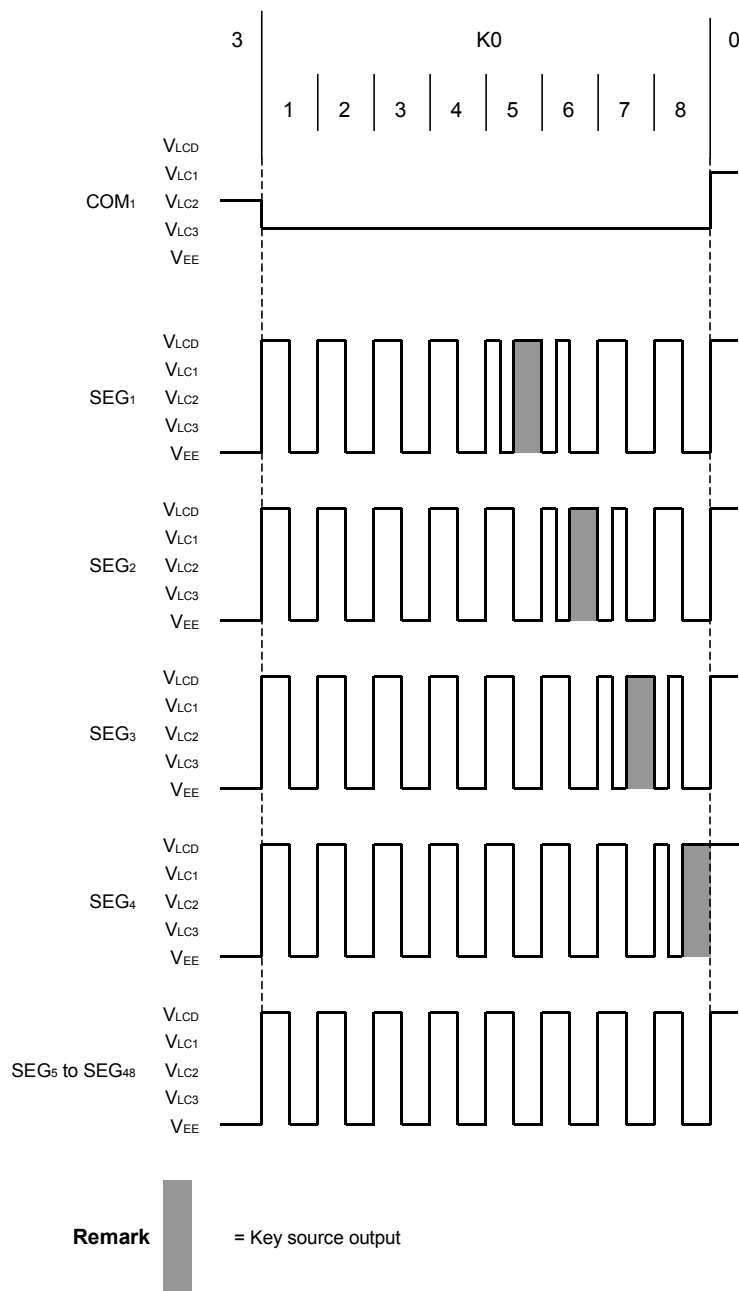 3 K0 0
1 2 3 4 5 6 7 8
VLCD
VLC1
COM1 VLC2
VLC3
VEE
VLCD
VLC1
SEG1 VLC2
VLC3
VEE
VLCD
VLC1
SEG2 VLC2
VLC3
VEE
VLCD
VLC1
SEG3 VLC2
VLC3
VEE
VLCD
VLC1
SEG4 VLC2
VLC3
VEE
VLCD
VLC1
SEG5 to SEG48 VLC2
VLC3
VEE
Remark = Key source output